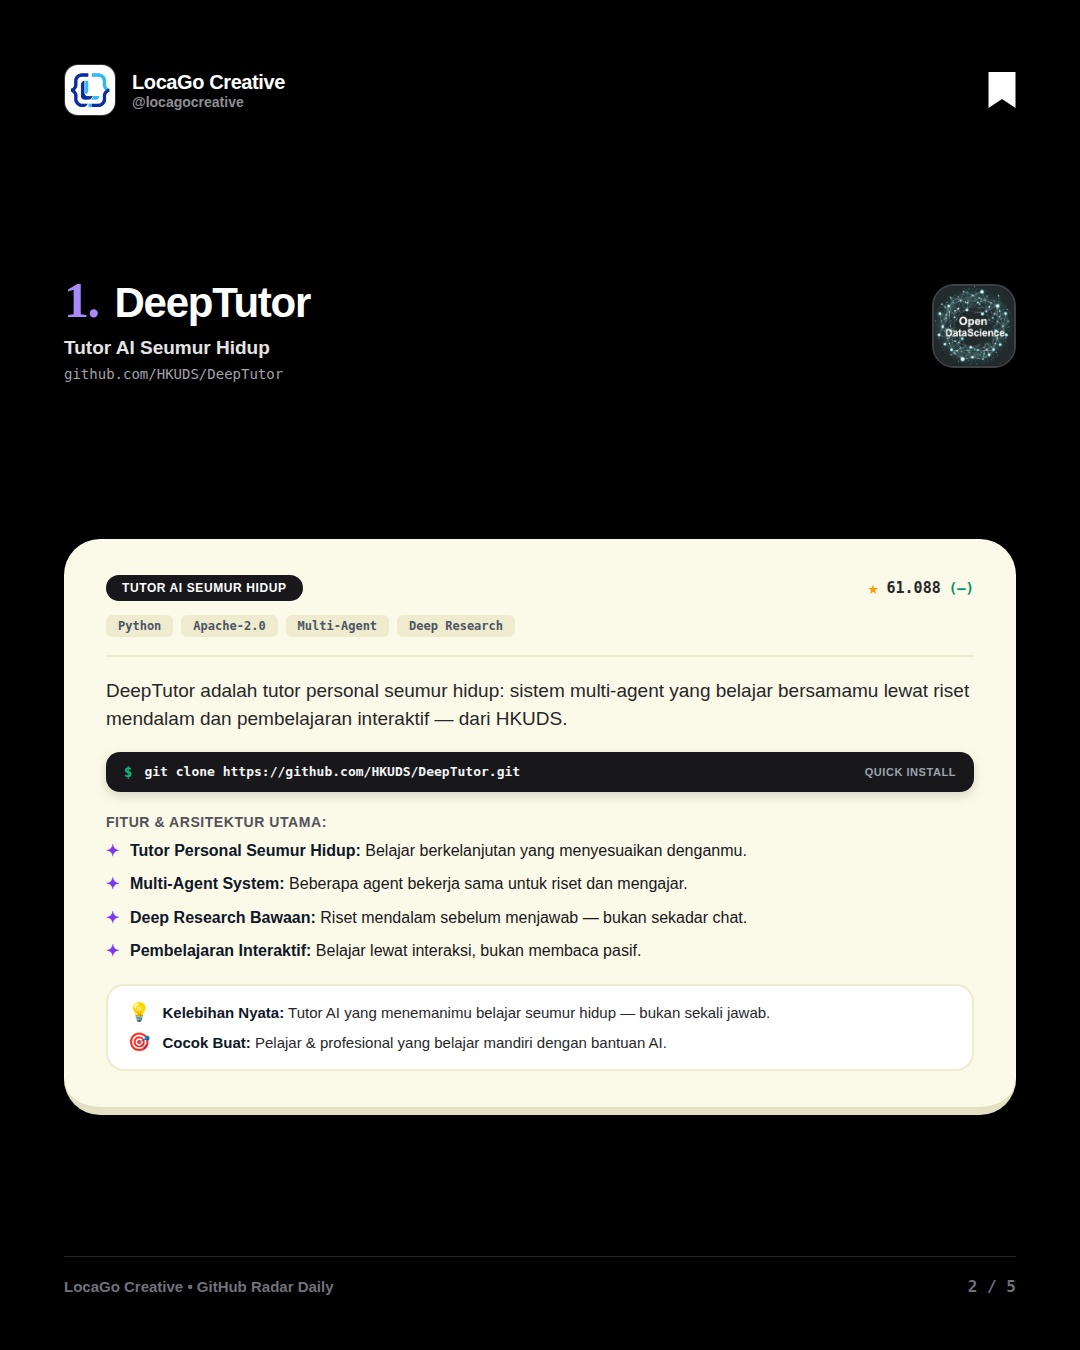 LocaGo Creative
@locagocreative
1. DeepTutor
Tutor AI Seumur Hidup
github.com/HKUDS/DeepTutor
Open
DataScience
TUTOR AI SEUMUR HIDUP
★ 61.088 (—)
Python Apache-2.0 Multi-Agent Deep Research
DeepTutor adalah tutor personal seumur hidup: sistem multi-agent yang belajar bersamamu lewat riset
mendalam dan pembelajaran interaktif — dari HKUDS.
$ git clone https://github.com/HKUDS/DeepTutor.git QUICK INSTALL
FITUR & ARSITEKTUR UTAMA:
✦ Tutor Personal Seumur Hidup: Belajar berkelanjutan yang menyesuaikan denganmu.
✦ Multi-Agent System: Beberapa agent bekerja sama untuk riset dan mengajar.
✦ Deep Research Bawaan: Riset mendalam sebelum menjawab — bukan sekadar chat.
✦ Pembelajaran Interaktif: Belajar lewat interaksi, bukan membaca pasif.
💡 Kelebihan Nyata: Tutor AI yang menemanimu belajar seumur hidup — bukan sekali jawab.
🎯 Cocok Buat: Pelajar & profesional yang belajar mandiri dengan bantuan AI.
LocaGo Creative • GitHub Radar Daily
2 / 5